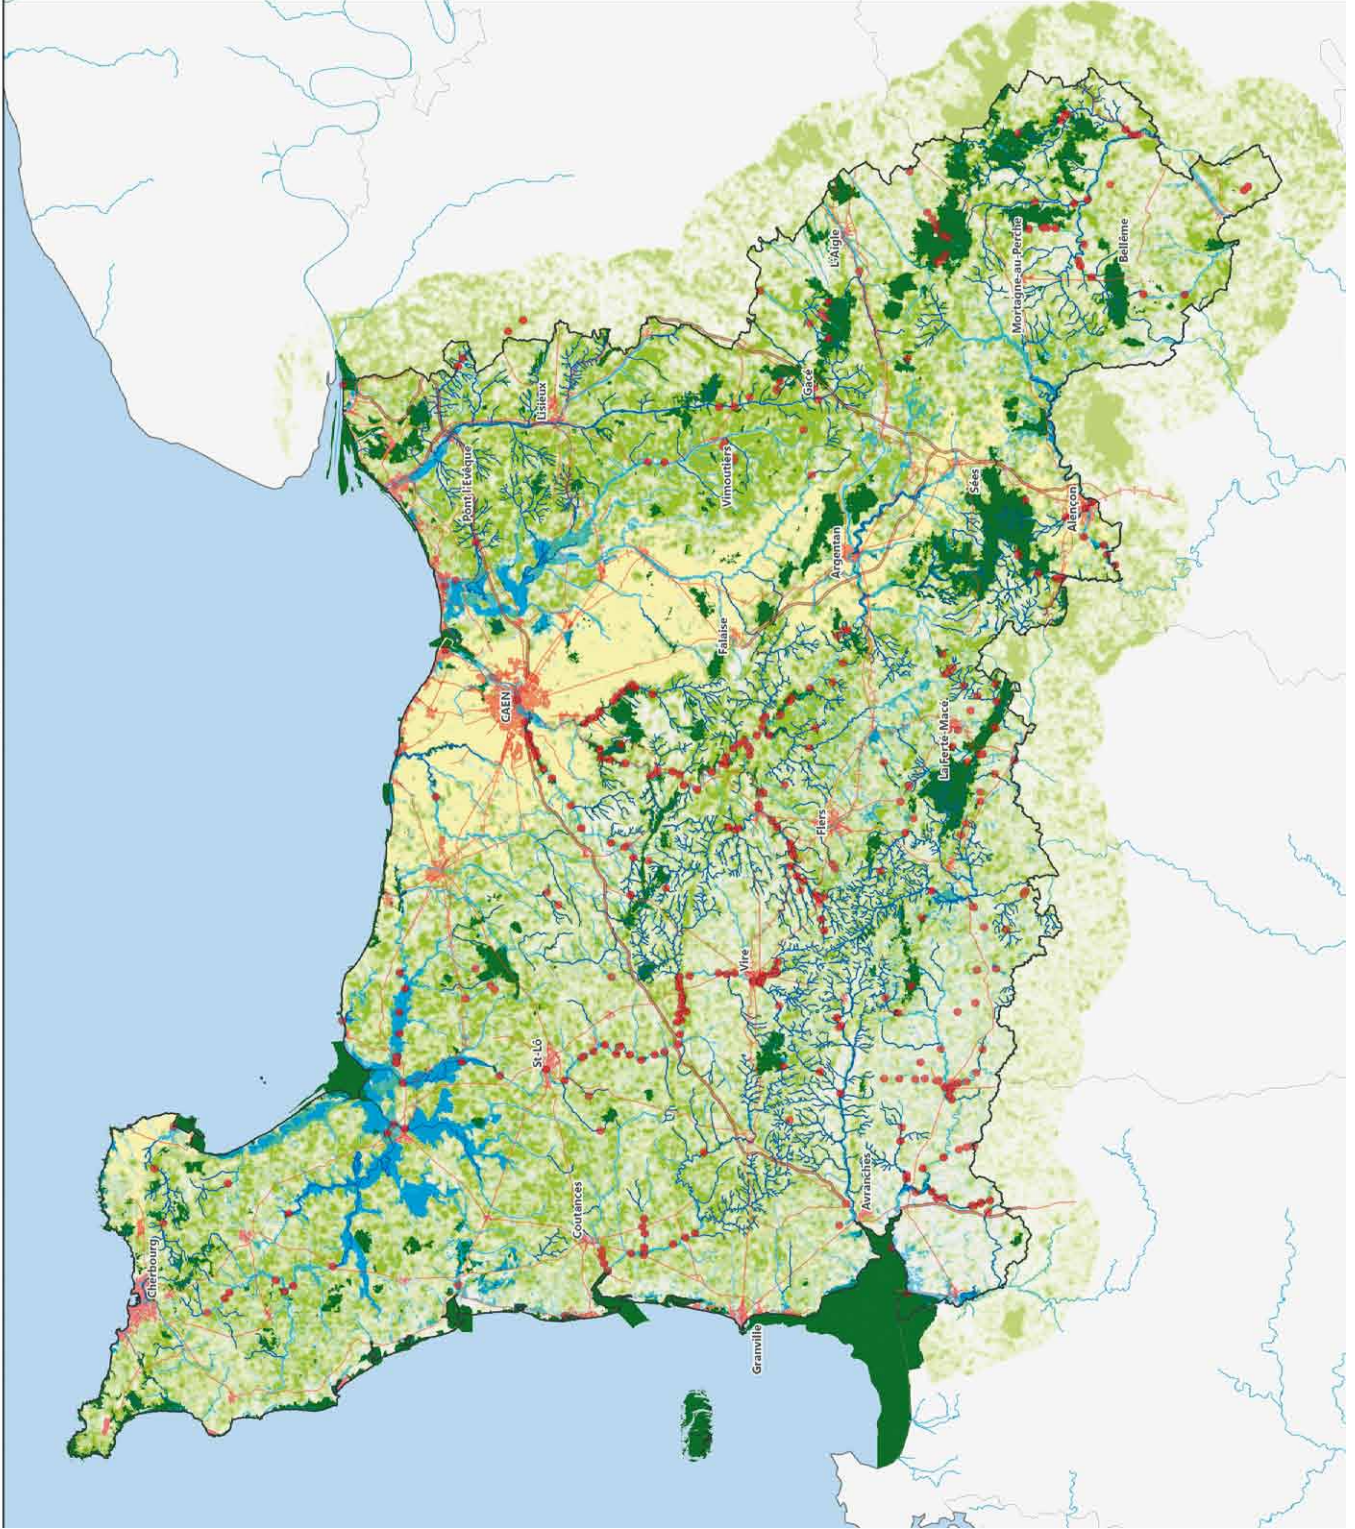 Cherbourg
Coutances
Granville
Avranches
St-Lô
Vire
Flers
CAEN
Falaise
La Ferté-Macé
Pont l'Evêque
Lisieux
Vimoutiers
Argentan
Sées
Alençon
Gacé
L'Aigle
Mortagne-au-Perche
Bellême